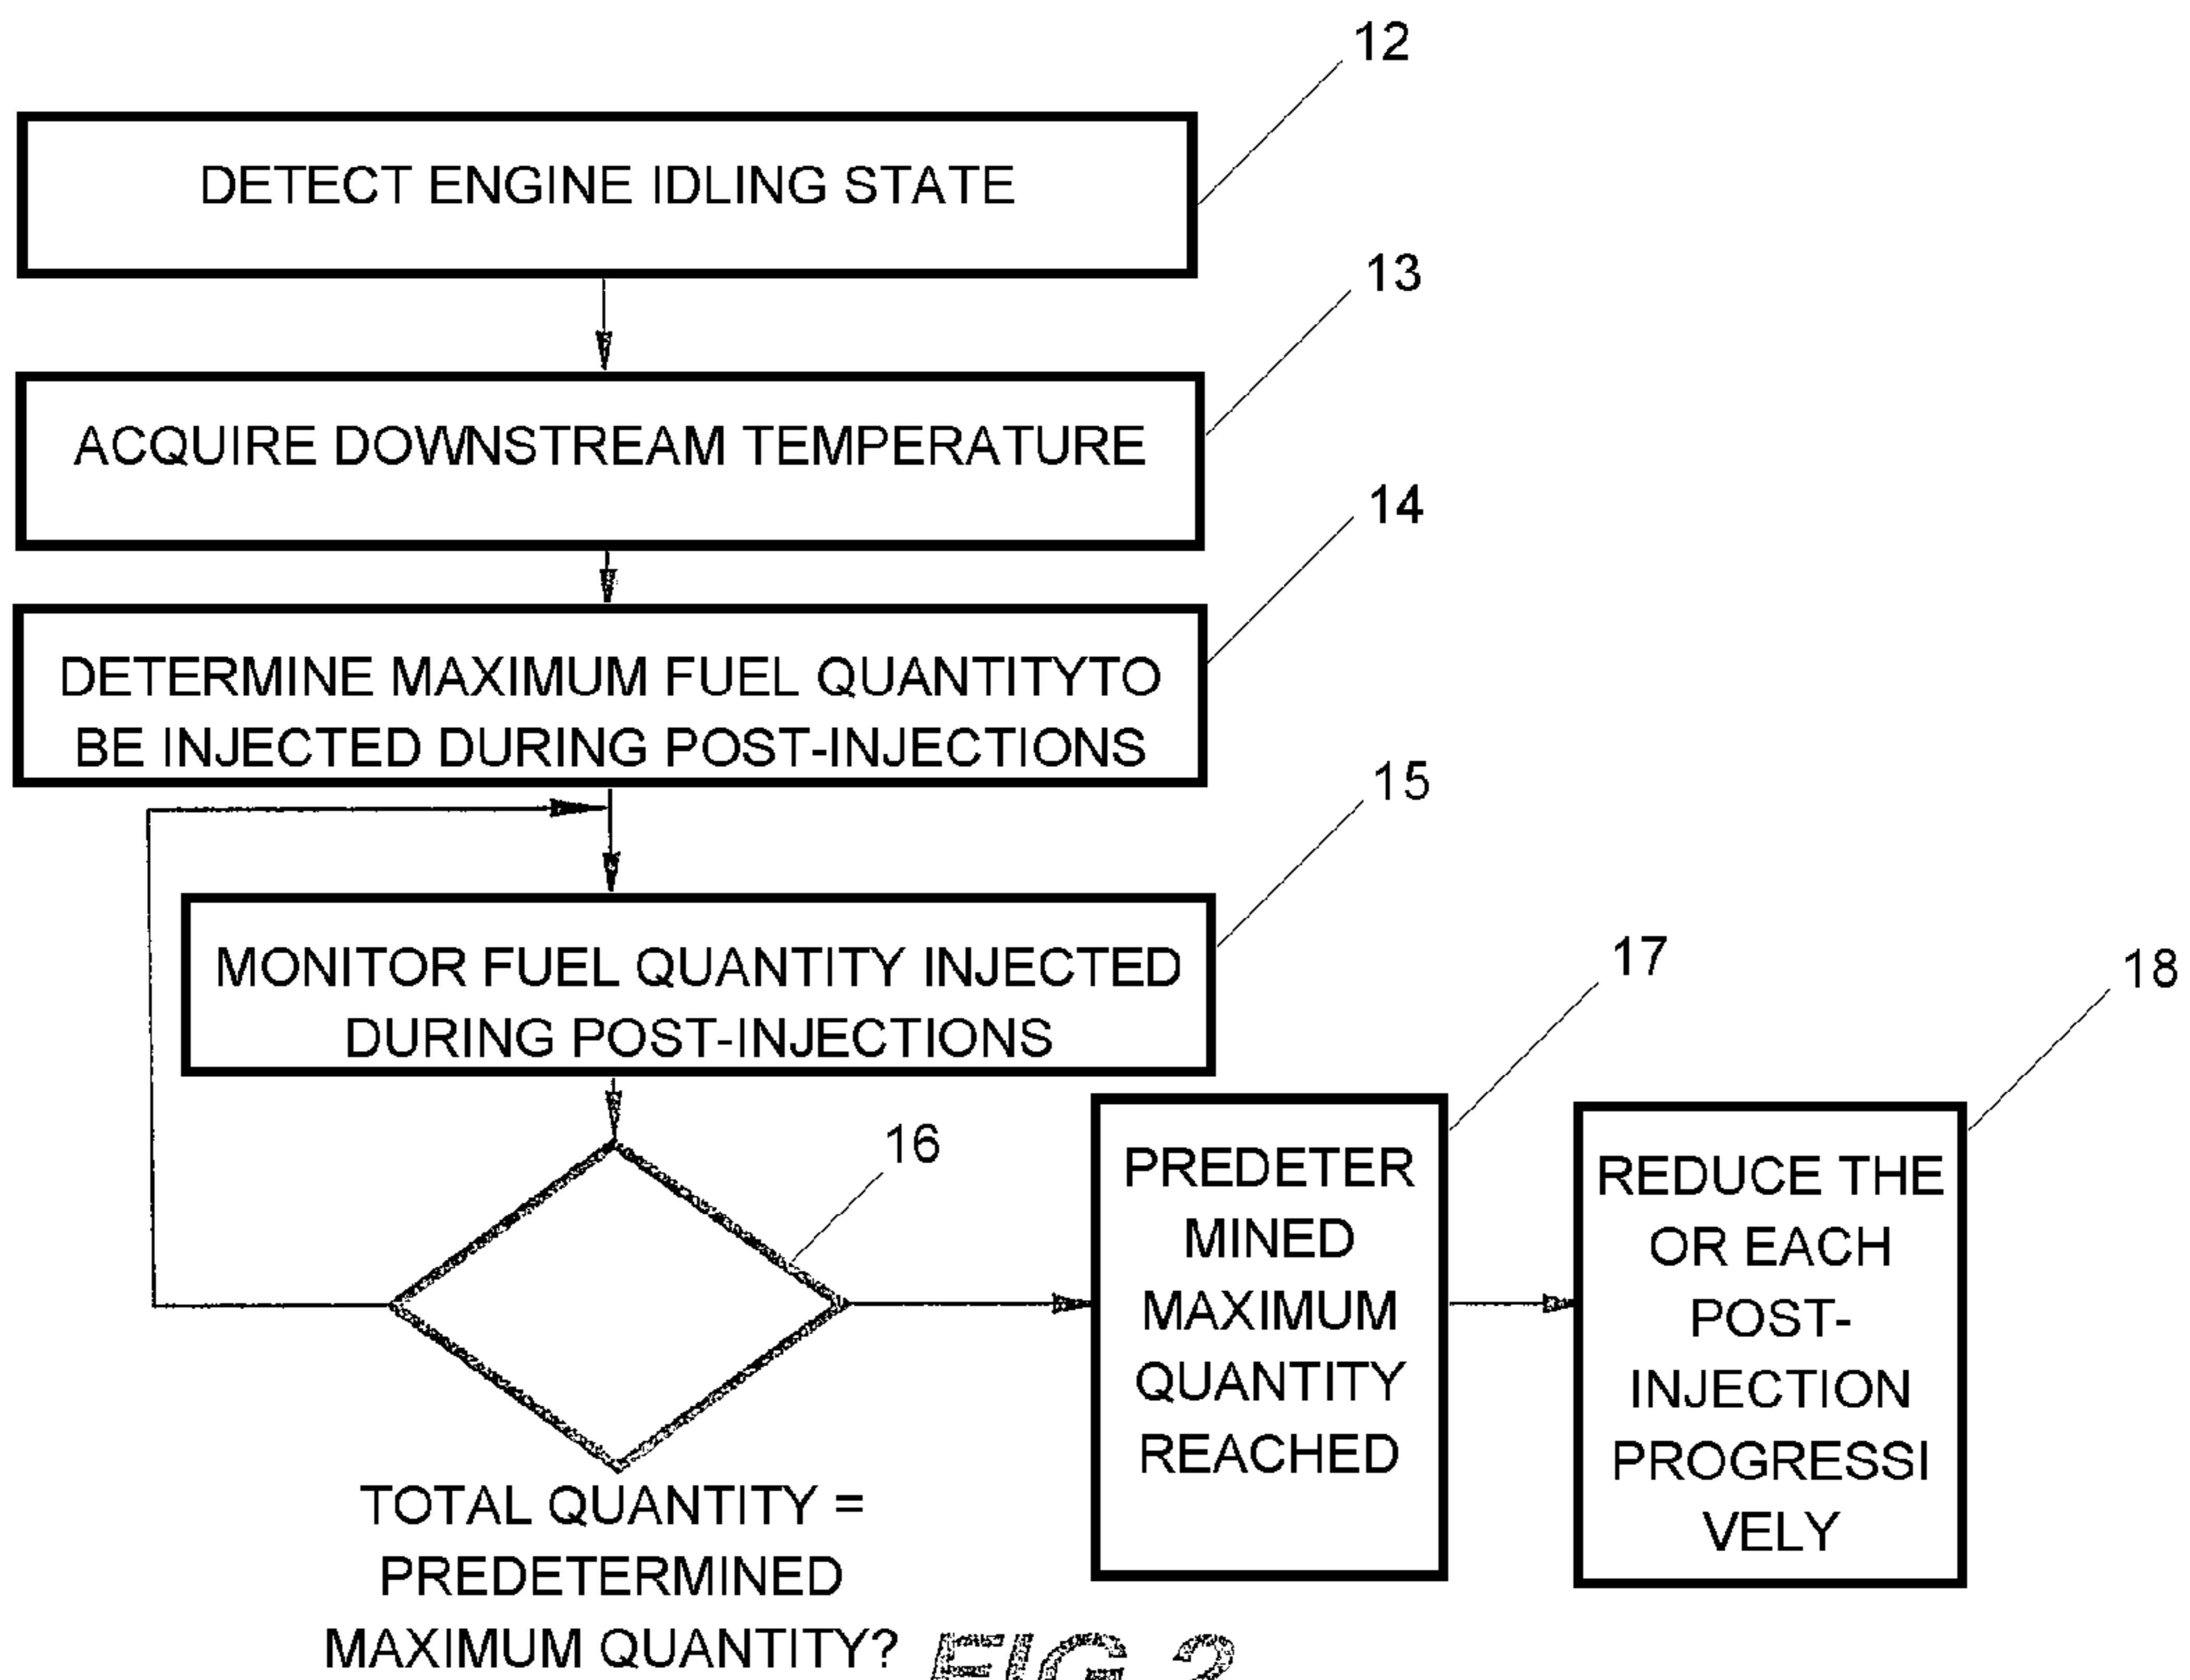 12
DETECT ENGINE IDLING STATE
13
ACQUIRE DOWNSTREAM TEMPERATURE
14
DETERMINE MAXIMUM FUEL QUANTITYTO
BE INJECTED DURING POST-INJECTIONS
15
MONITOR FUEL QUANTITY INJECTED
DURING POST-INJECTIONS
16
TOTAL QUANTITY =
PREDETERMINED
MAXIMUM QUANTITY?
17
PREDETER
MINED
MAXIMUM
QUANTITY
REACHED
18
REDUCE THE
OR EACH
POST-
INJECTION
PROGRESSI
VELY
FIG 2